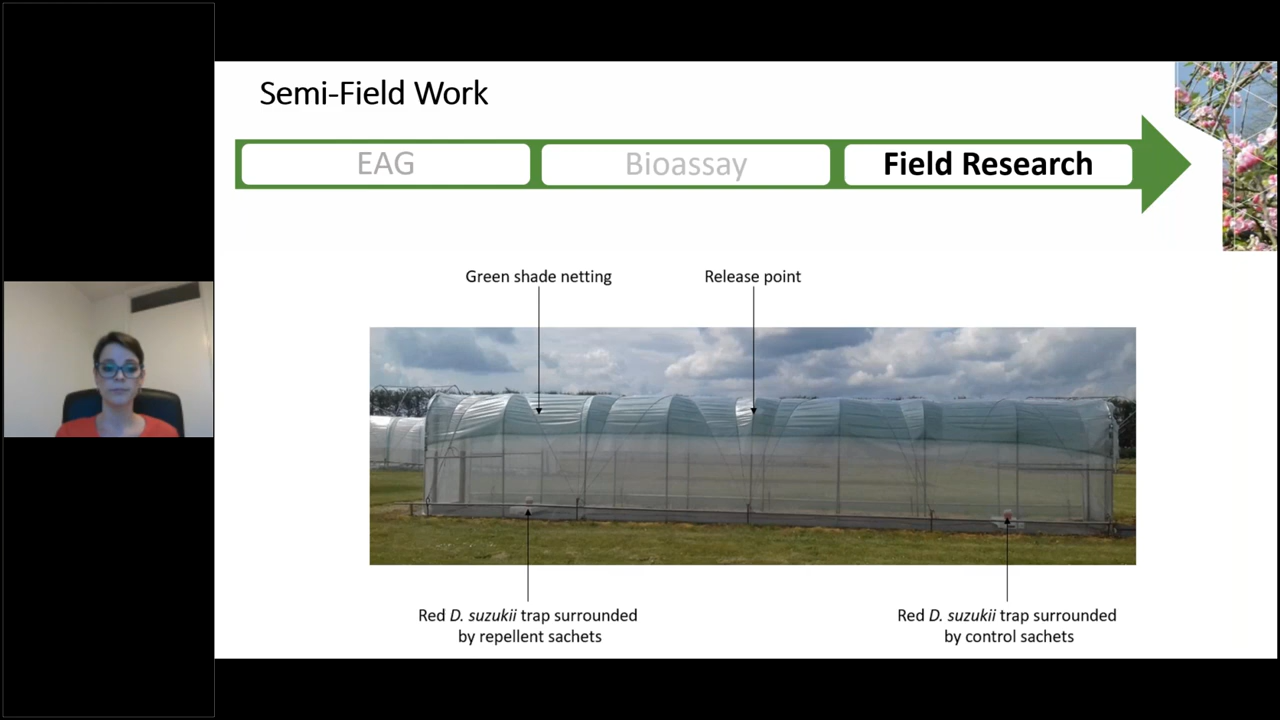 Semi-Field Work
EAG
Bioassay
Field Research
Green shade netting
Release point
Red D. suzukii trap surrounded
by repellent sachets
Red D. suzukii trap surrounded
by control sachets